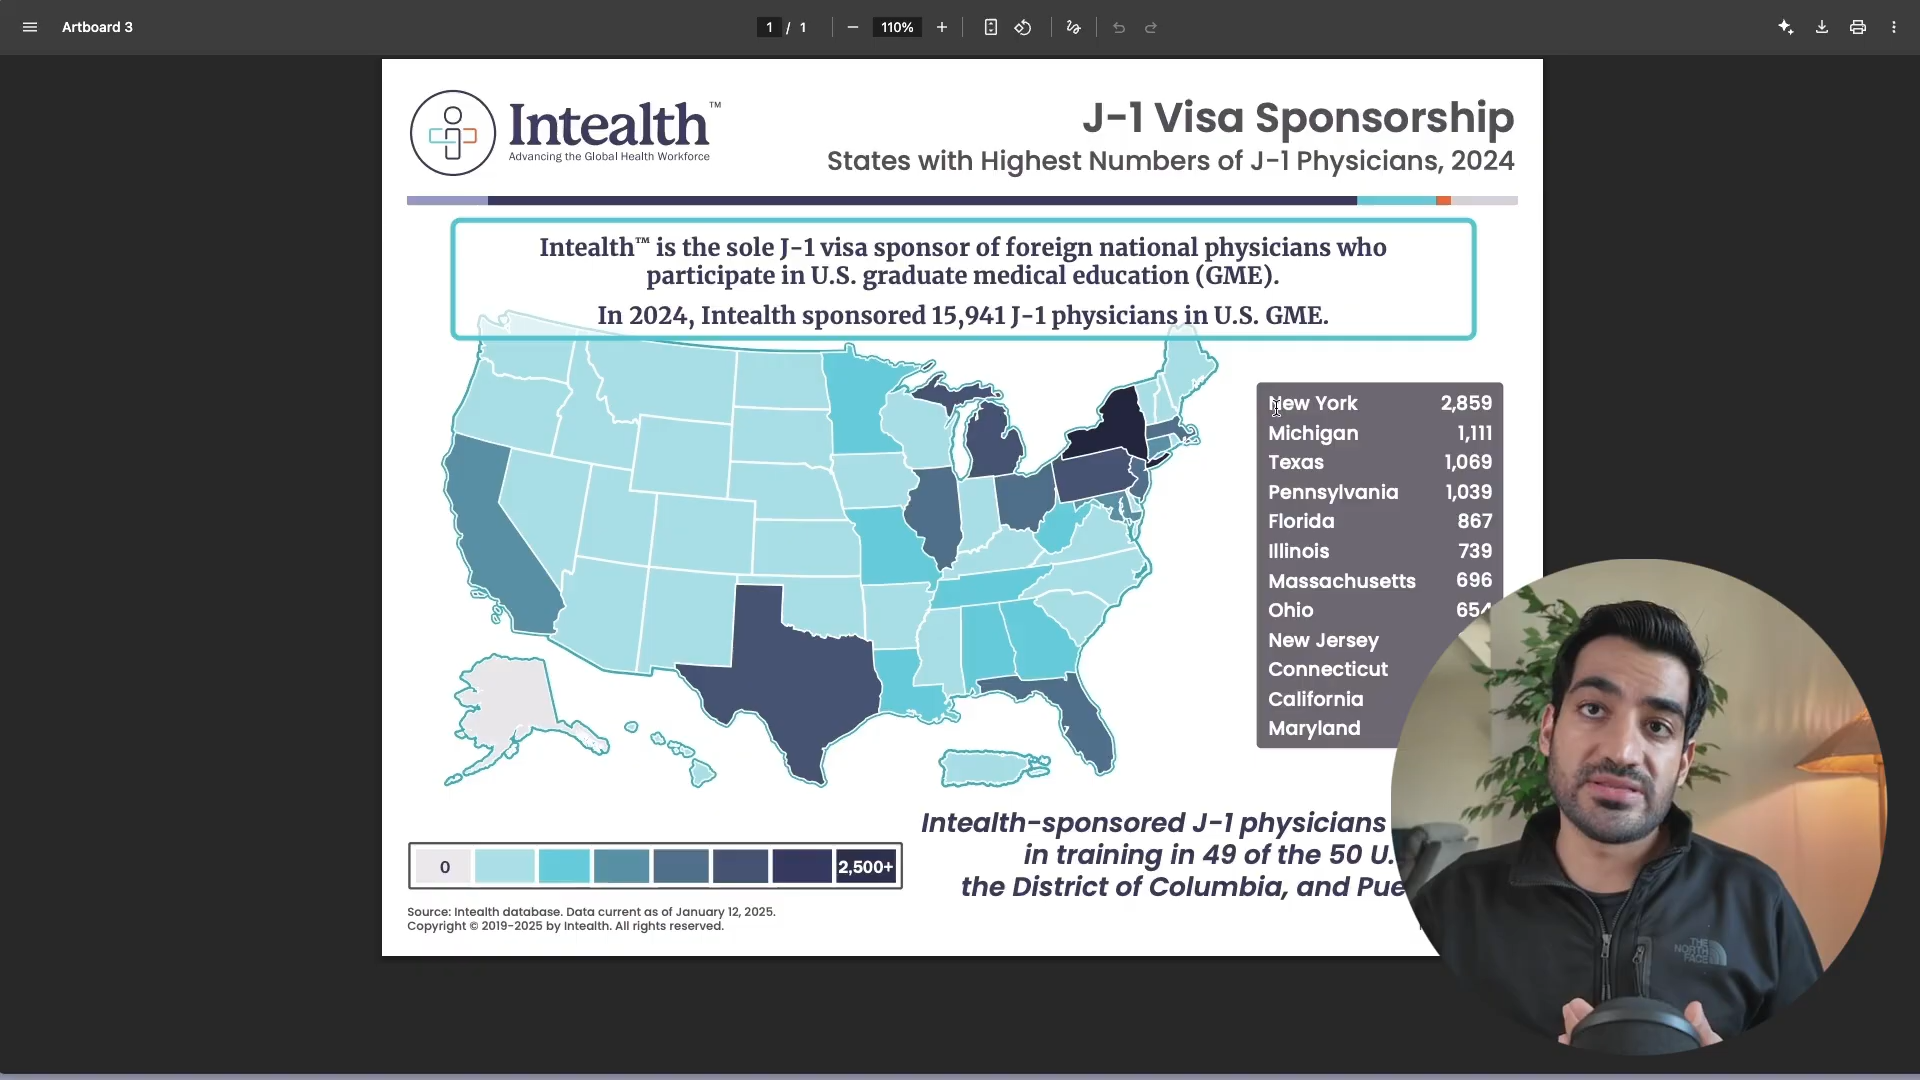 Artboard 3
1 / 1
110%
Intealth™
Advancing the Global Health Workforce
J-1 Visa Sponsorship
States with Highest Numbers of J-1 Physicians, 2024
Intealth™ is the sole J-1 visa sponsor of foreign national physicians who
participate in U.S. graduate medical education (GME).
In 2024, Intealth sponsored 15,941 J-1 physicians in U.S. GME.
New York 2,859
Michigan 1,111
Texas 1,069
Pennsylvania 1,039
Florida 867
Illinois 739
Massachusetts 696
Ohio 654
New Jersey
Connecticut
California
Maryland
Intealth-sponsored J-1 physicians
in training in 49 of the 50 U.
the District of Columbia, and Pue
0
2,500+
Source: Intealth database. Data current as of January 12, 2025.
Copyright © 2019-2025 by Intealth. All rights reserved.
THE
NORTH
FACE